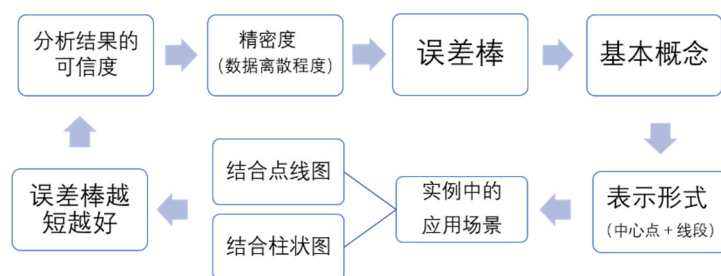 分析结果的
可信度
精密度
（数据离散程度）
误差棒
基本概念
表示形式
（中心点+线段）
实例中的
应用场景
结合点线图
结合柱状图
误差棒越
短越好